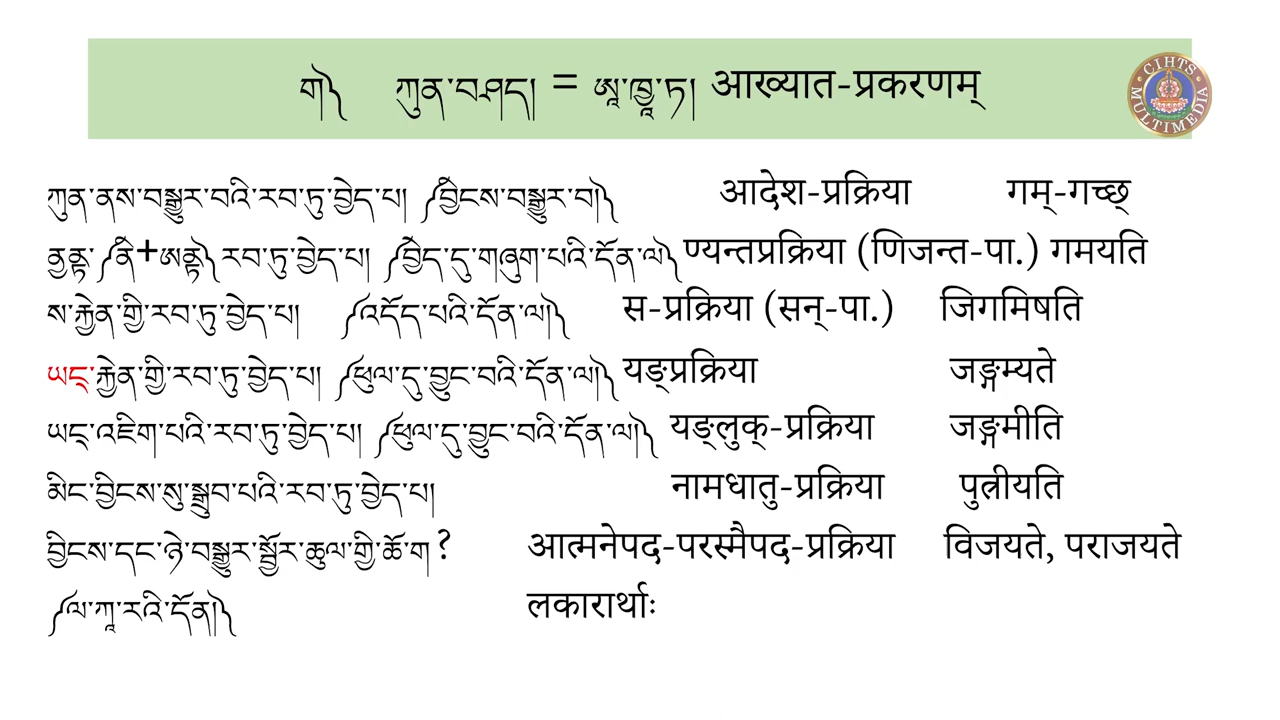 ག༽ ཀུན་བཤད། = ཨཱ་ཁྱཱ་ཏ། आख्यात-प्रकरणम्
CIHTS MULTIMEDIA
ཀུན་ནས་བསྒྱུར་བའི་རབ་ཏུ་བྱེད་པ། ༼བྱིངས་བསྒྱུར་བ།༽ आदेश-प्रक्रिया गम्-गच्छ्
ནྱནྟ་ ༼ནི+ཨནྟ༽ རབ་ཏུ་བྱེད་པ། ༼བྱེད་དུ་གཞུག་པའི་དོན་ལ༽ ण्यन्तप्रक्रिया (णिजन्त-पा.) गमयति
ས་རྐྱེན་གྱི་རབ་ཏུ་བྱེད་པ། ༼འདོད་པའི་དོན་ལ།༽ स-प्रक्रिया (सन्-पा.) जिगमिषति
ཡང་རྐྱེན་གྱི་རབ་ཏུ་བྱེད་པ། ༼ཕུལ་དུ་བྱུང་བའི་དོན་ལ།༽ यङ्प्रक्रिया जङ्गम्यते
ཡང་འཇིག་པའི་རབ་ཏུ་བྱེད་པ། ༼ཕུལ་དུ་བྱུང་བའི་དོན་ལ།༽ यङ्लुक्-प्रक्रिया जङ्गमीति
མིང་བྱིངས་སུ་སྒྲུབ་པའི་རབ་ཏུ་བྱེད་པ། नामधातु-प्रक्रिया पुत्रीयति
བྱིངས་དང་ཉེ་བསྒྱུར་སྦྱོར་ཚུལ་གྱི་ཆོ་ག? आत्मनेपद-परस्मैपद-प्रक्रिया विजयते, पराजयते
༼ལ་ཀཱ་རའི་དོན།༽ लकारार्थाः